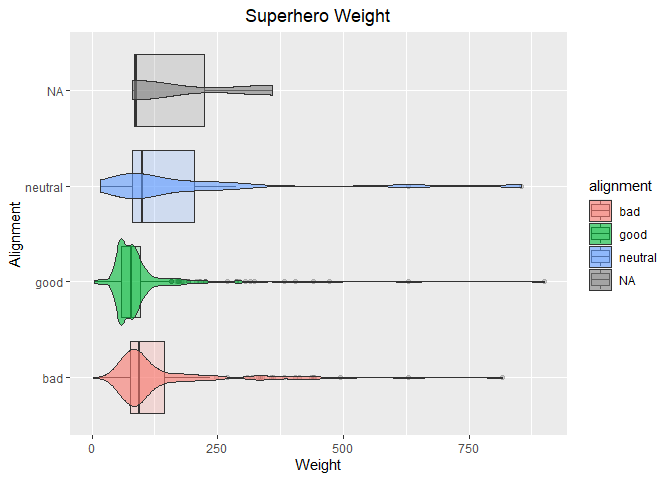 Superhero Weight
NA
neutral
good
bad
Alignment
0 250 500 750
Weight
alignment
bad
good
neutral
NA